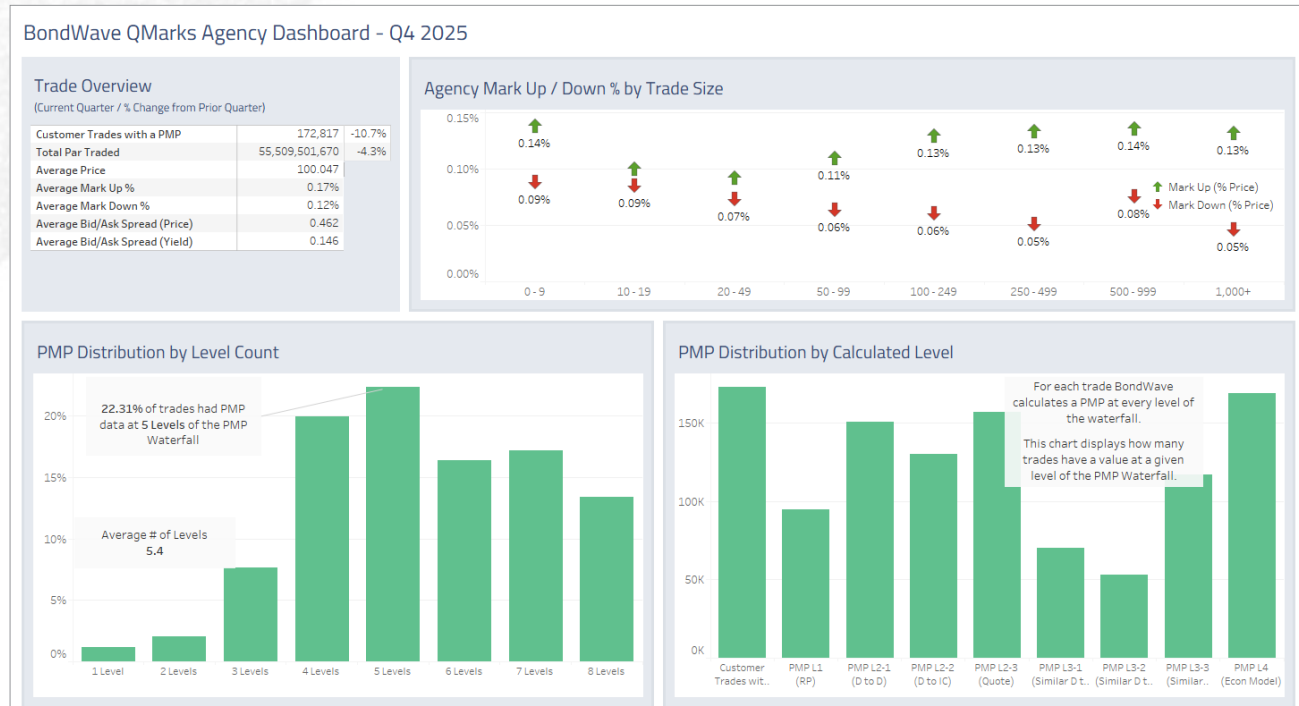 BondWave QMarks Agency Dashboard - Q4 2025
Trade Overview
(Current Quarter / % Change from Prior Quarter)
Customer Trades with a PMP 172,817 -10.7%
Total Par Traded 55,509,501,670 -4.3%
Average Price 100.047
Average Mark Up % 0.17%
Average Mark Down % 0.12%
Average Bid/Ask Spread (Price) 0.462
Average Bid/Ask Spread (Yield) 0.146
Agency Mark Up / Down % by Trade Size
0.15%
0.10%
0.05%
0.00%
0.14% 0.11% 0.13% 0.13% 0.14% 0.13%
0.09% 0.09% 0.07% 0.06% 0.06% 0.05% 0.08% 0.05%
Mark Up (% Price)
Mark Down (% Price)
0 - 9 10 - 19 20 - 49 50 - 99 100 - 249 250 - 499 500 - 999 1,000+
PMP Distribution by Level Count
22.31% of trades had PMP
data at 5 Levels of the PMP
Waterfall
Average # of Levels
5.4
20%
15%
10%
5%
0%
1 Level 2 Levels 3 Levels 4 Levels 5 Levels 6 Levels 7 Levels 8 Levels
PMP Distribution by Calculated Level
For each trade BondWave
calculates a PMP at every level of
the waterfall.
This chart displays how many
trades have a value at a given
level of the PMP Waterfall.
150K
100K
50K
0K
Customer PMP L1 PMP L2-1 PMP L2-2 PMP L2-3 PMP L3-1 PMP L3-2 PMP L3-3 PMP L4
Trades wit.. (RP) (D to D) (D to IC) (Quote) (Similar D t.. (Similar D t.. (Similar.. (Econ Model)